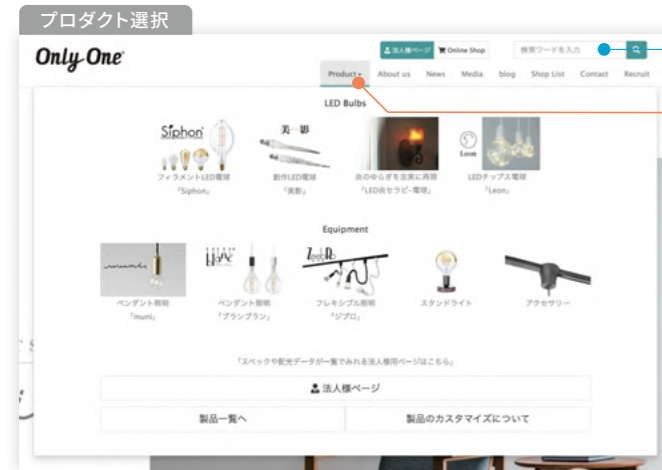 プロダクト選択
Only One
法人様ページ
Online Shop
検索ワードを入力
Product
About us
News
Media
blog
Shop List
Contact
Recruit
LED Bulbs
Siphon
美影
Leon
フィラメントLED電球
「Siphon」
創作LED電球
「美影」
炎のゆらぎを忠実に再現
「LED炎セラピー電球」
LEDチップス電球
「Leon」
Equipment
muni
ペンダント照明
「muni」
ペンダント照明
「ブランブラン」
フレキシブル照明
「ジブロ」
スタンドライト
アクセサリー
「スペックや配光データが一覧でみれる法人様用ページはこちら」
法人様ページ
製品一覧へ
製品のカスタマイズについて